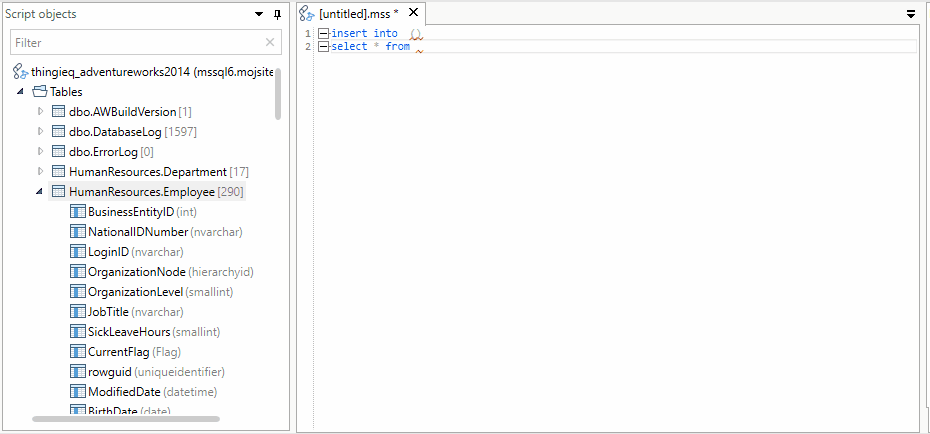 Script objects
Filter
thingieq_adventureworks2014 (mssql6.mojsite
Tables
dbo.AWBuildVersion [1]
dbo.DatabaseLog [1597]
dbo.ErrorLog [0]
HumanResources.Department [17]
HumanResources.Employee [290]
BusinessEntityID (int)
NationalIDNumber (nvarchar)
LoginID (nvarchar)
OrganizationNode (hierarchyid)
OrganizationLevel (smallint)
JobTitle (nvarchar)
SickLeaveHours (smallint)
CurrentFlag (Flag)
rowguid (uniqueidentifier)
ModifiedDate (datetime)
BirthDate (date)
[untitled].mss *
1 insert into  ()
2 select * from